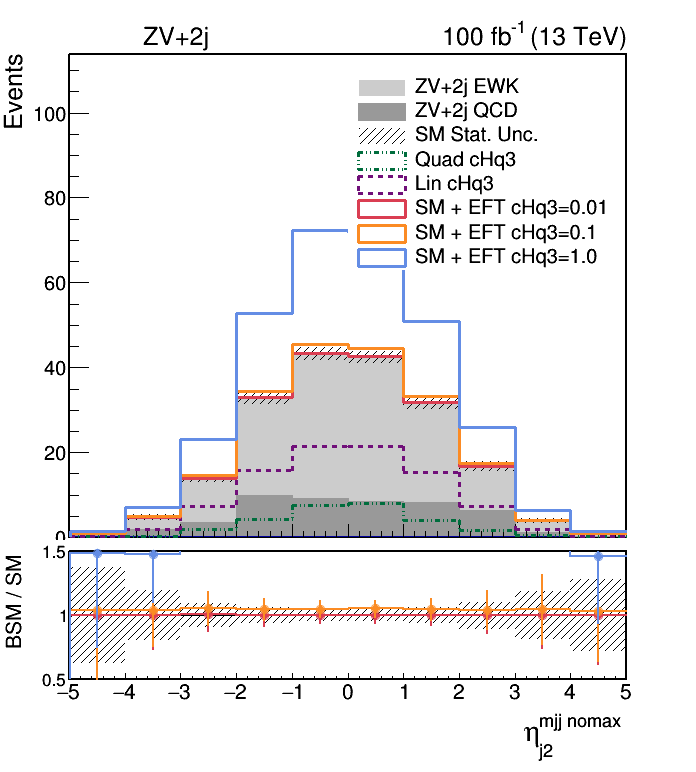 ZV+2j 100 fb-1 (13 TeV)
Events
100
80
60
40
20
0
ZV+2j EWK
ZV+2j QCD
SM Stat. Unc.
Quad cHq3
Lin cHq3
SM + EFT cHq3=0.01
SM + EFT cHq3=0.1
SM + EFT cHq3=1.0
BSM / SM
1.5
1
0.5
−5 −4 −3 −2 −1 0 1 2 3 4 5
η_j2^mjj nomax